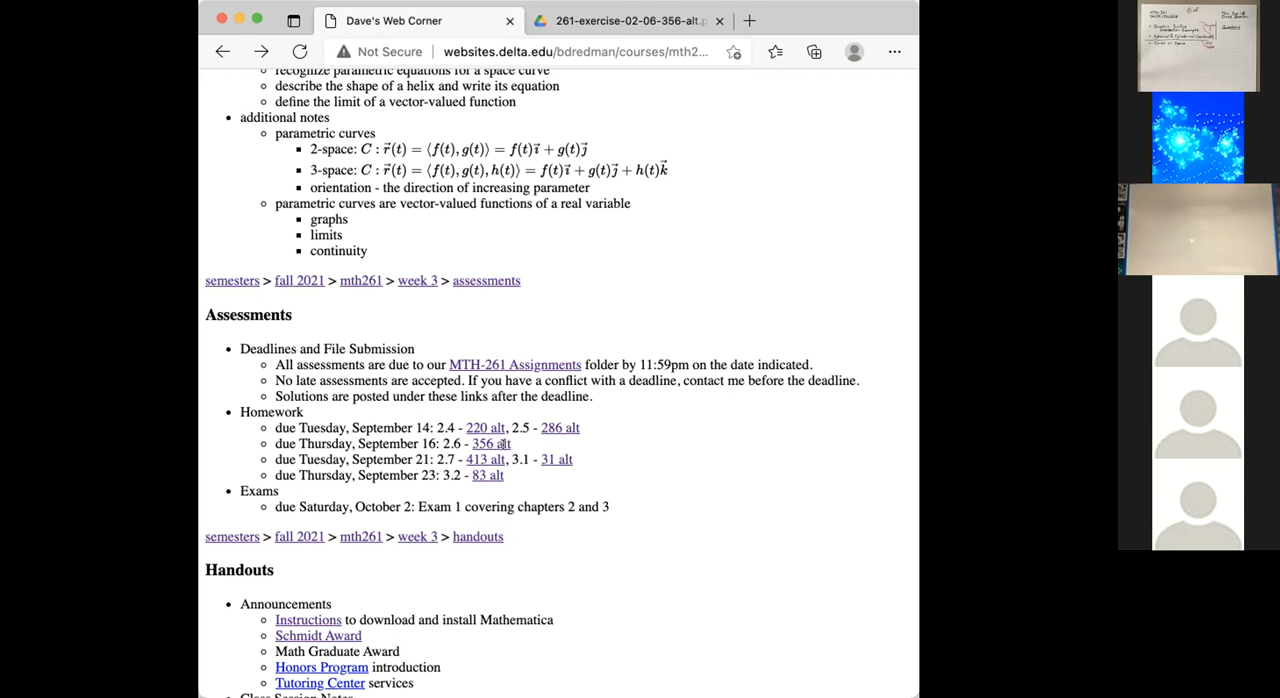 Dave's Web Corner
261-exercise-02-06-356-alt.p
Not Secure | websites.delta.edu/bdredman/courses/mth2...
recognize parametric equations for a space curve
describe the shape of a helix and write its equation
define the limit of a vector-valued function
additional notes
parametric curves
2-space: C : r⃗(t) = ⟨f(t), g(t)⟩ = f(t)i⃗ + g(t)j⃗
3-space: C : r⃗(t) = ⟨f(t), g(t), h(t)⟩ = f(t)i⃗ + g(t)j⃗ + h(t)k⃗
orientation - the direction of increasing parameter
parametric curves are vector-valued functions of a real variable
graphs
limits
continuity
semesters > fall 2021 > mth261 > week 3 > assessments
Assessments
Deadlines and File Submission
All assessments are due to our MTH-261 Assignments folder by 11:59pm on the date indicated.
No late assessments are accepted. If you have a conflict with a deadline, contact me before the deadline.
Solutions are posted under these links after the deadline.
Homework
due Tuesday, September 14: 2.4 - 220 alt, 2.5 - 286 alt
due Thursday, September 16: 2.6 - 356 alt
due Tuesday, September 21: 2.7 - 413 alt, 3.1 - 31 alt
due Thursday, September 23: 3.2 - 83 alt
Exams
due Saturday, October 2: Exam 1 covering chapters 2 and 3
semesters > fall 2021 > mth261 > week 3 > handouts
Handouts
Announcements
Instructions to download and install Mathematica
Schmidt Award
Math Graduate Award
Honors Program introduction
Tutoring Center services
Class Session Notes